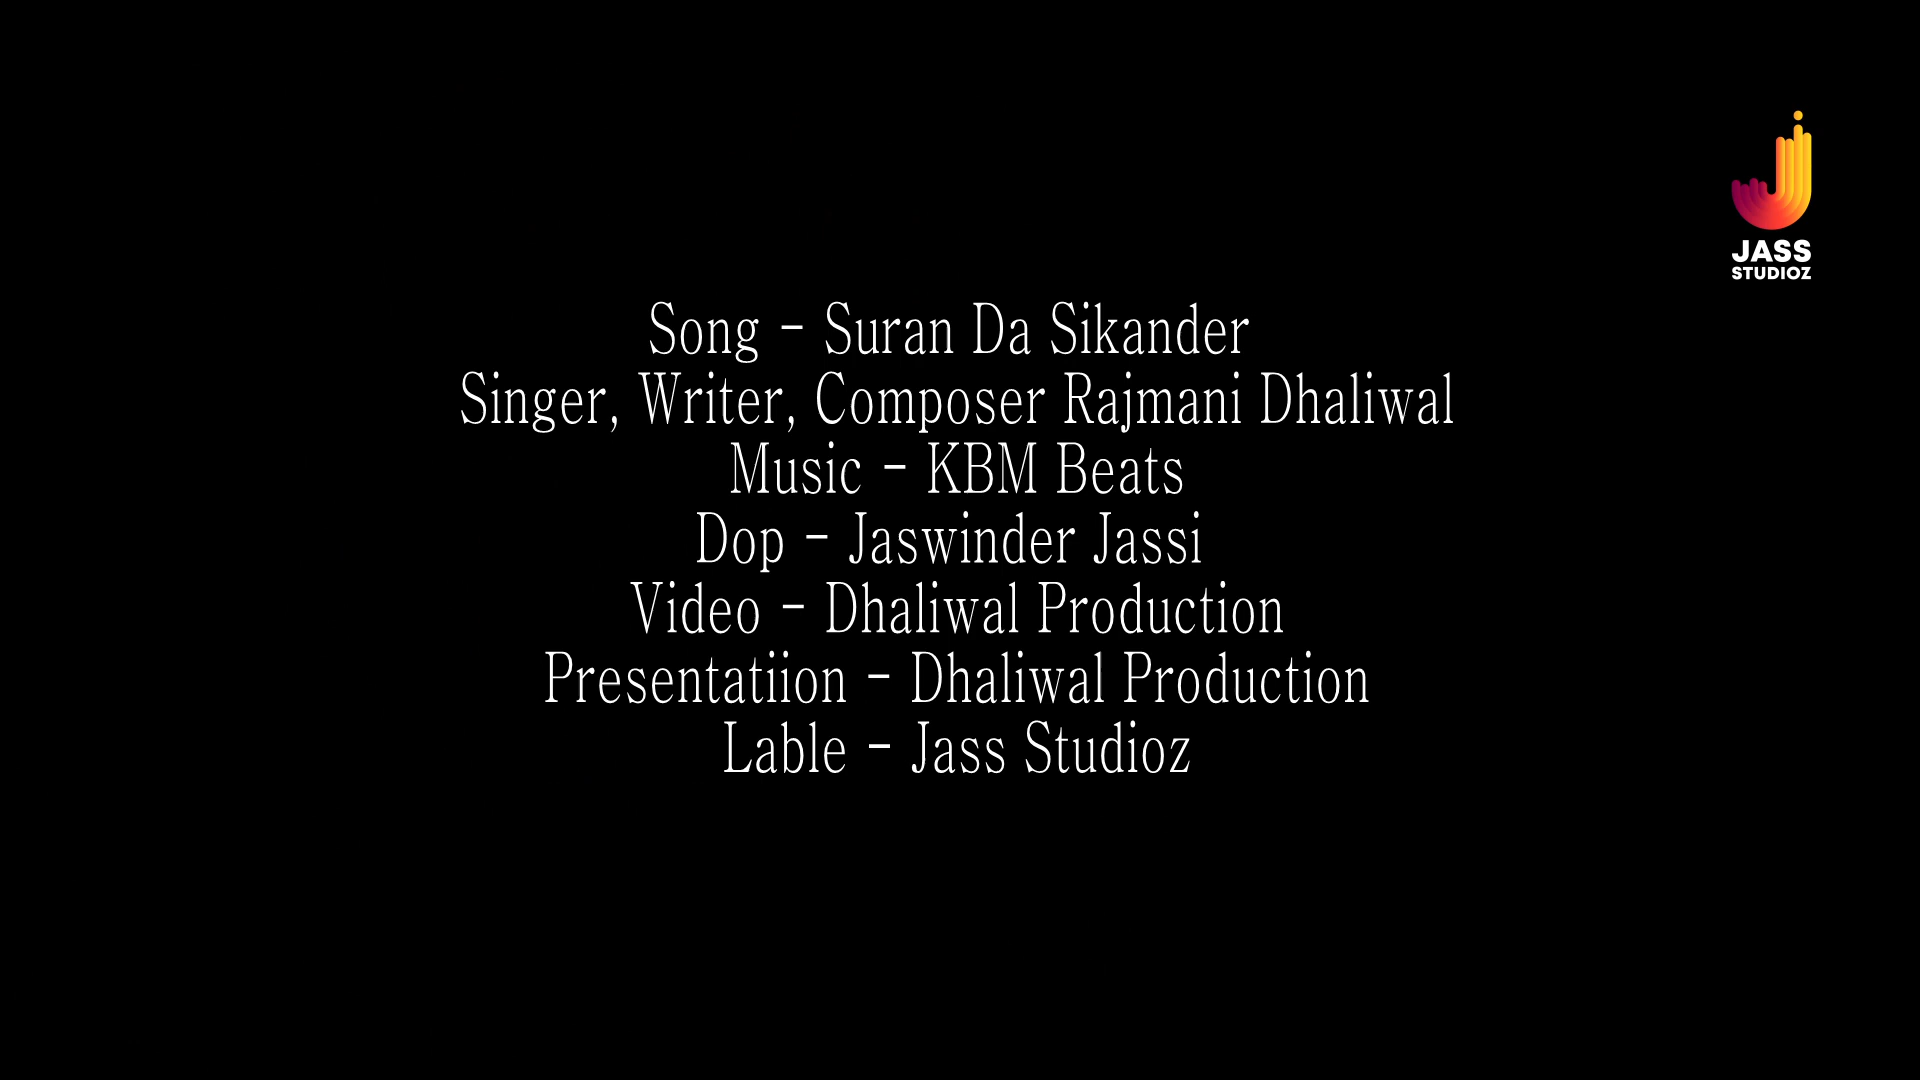 JASS
STUDIOZ
Song - Suran Da Sikander
Singer, Writer, Composer Rajmani Dhaliwal
Music - KBM Beats
Dop - Jaswinder Jassi
Video - Dhaliwal Production
Presentatiion - Dhaliwal Production
Lable - Jass Studioz